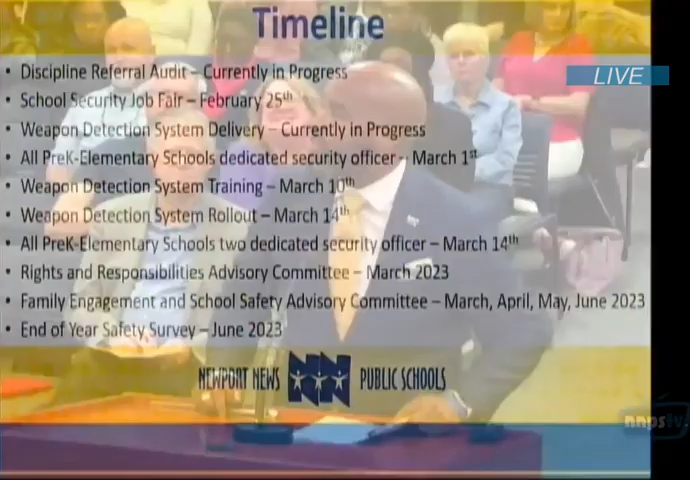 Timeline
• Discipline Referral Audit – Currently in Progress
LIVE
• School Security Job Fair – February 25th
• Weapon Detection System Delivery – Currently in Progress
• All PreK-Elementary Schools dedicated security officer – March 1st
• Weapon Detection System Training – March 10th
• Weapon Detection System Rollout – March 14th
• All PreK-Elementary Schools two dedicated security officer – March 14th
• Rights and Responsibilities Advisory Committee – March 2023
• Family Engagement and School Safety Advisory Committee – March, April, May, June 2023
• End of Year Safety Survey – June 2023
NEWPORT NEWS NN PUBLIC SCHOOLS
nnpstv